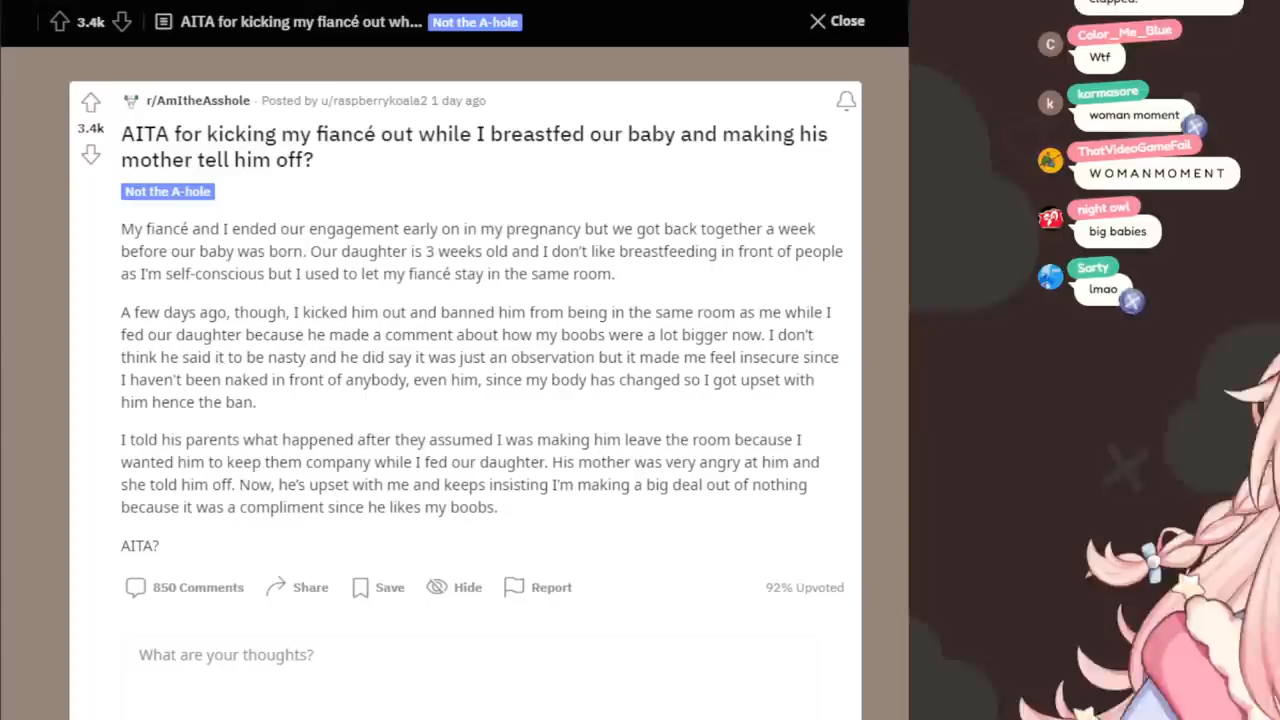 3.4k AITA for kicking my fiancé out wh... Not the A-hole Close
r/AmItheAsshole · Posted by u/raspberrykoala2 1 day ago
3.4k
AITA for kicking my fiancé out while I breastfed our baby and making his
mother tell him off?
Not the A-hole
My fiancé and I ended our engagement early on in my pregnancy but we got back together a week
before our baby was born. Our daughter is 3 weeks old and I don't like breastfeeding in front of people
as I'm self-conscious but I used to let my fiancé stay in the same room.
A few days ago, though, I kicked him out and banned him from being in the same room as me while I
fed our daughter because he made a comment about how my boobs were a lot bigger now. I don't
think he said it to be nasty and he did say it was just an observation but it made me feel insecure since
I haven't been naked in front of anybody, even him, since my body has changed so I got upset with
him hence the ban.
I told his parents what happened after they assumed I was making him leave the room because I
wanted him to keep them company while I fed our daughter. His mother was very angry at him and
she told him off. Now, he's upset with me and keeps insisting I'm making a big deal out of nothing
because it was a compliment since he likes my boobs.
AITA?
850 Comments Share Save Hide Report 92% Upvoted
What are your thoughts?
clapped.
C
Color_Me_Blue
Wtf
k
karmasore
woman moment
ThatVideoGameFail
W O M A N M O M E N T
night owl
big babies
Sarty
lmao